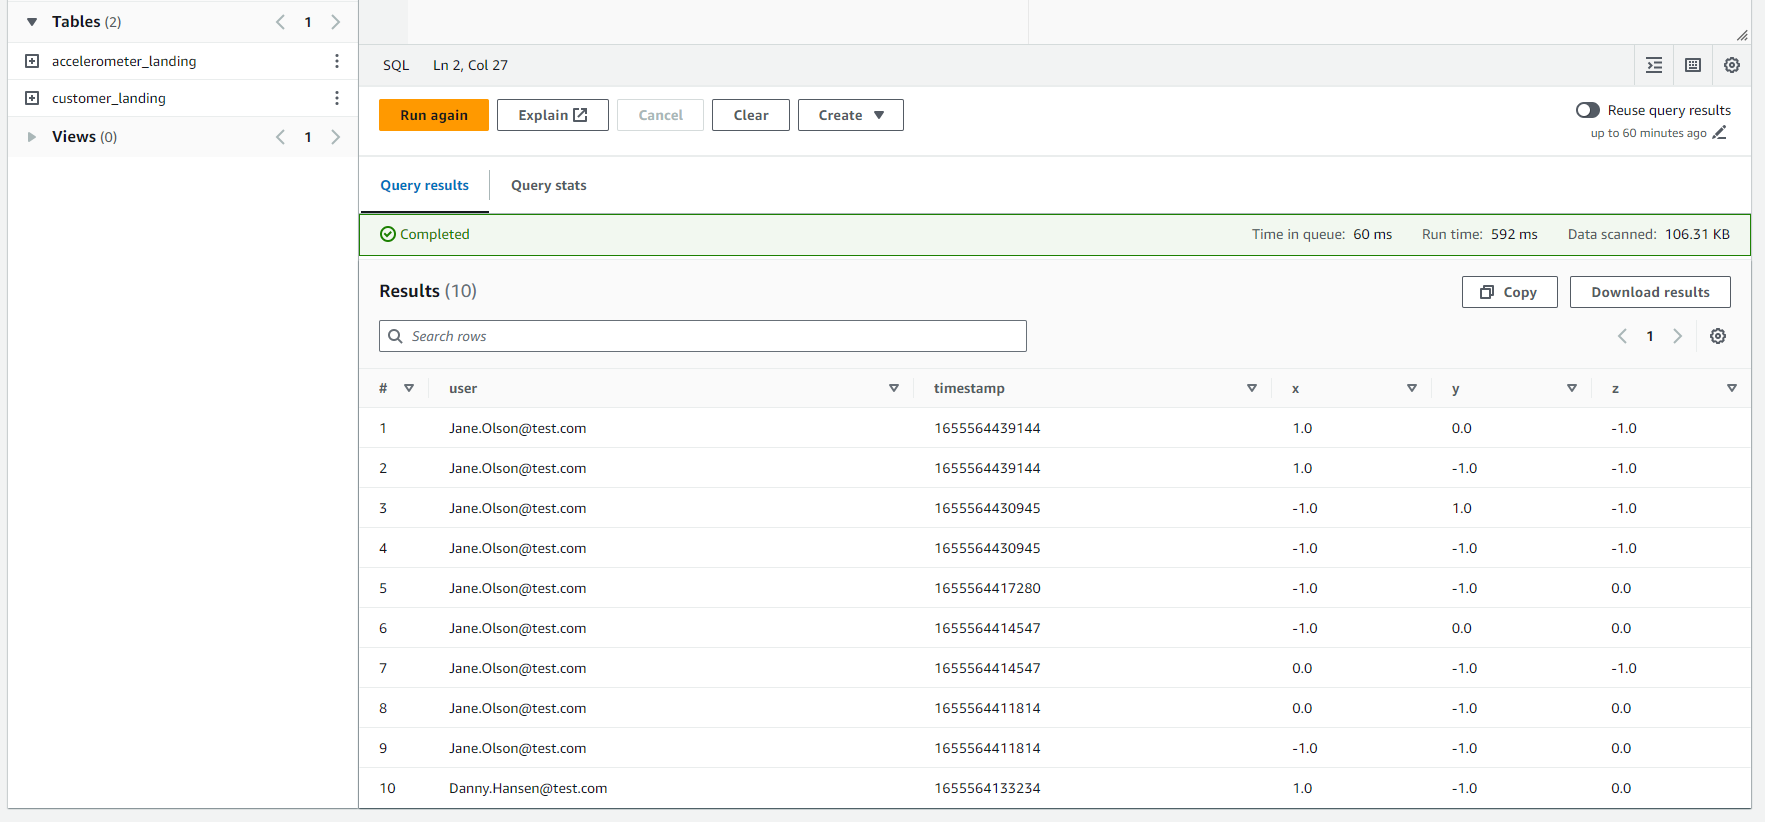 Tables (2) 1
accelerometer_landing
customer_landing
Views (0) 1
SQL Ln 2, Col 27
Run again Explain Cancel Clear Create
Reuse query results
up to 60 minutes ago
Query results Query stats
Completed Time in queue: 60 ms Run time: 592 ms Data scanned: 106.31 KB
Results (10) Copy Download results
Search rows 1
# user timestamp x y z
1 Jane.Olson@test.com 1655564439144 1.0 0.0 -1.0
2 Jane.Olson@test.com 1655564439144 1.0 -1.0 -1.0
3 Jane.Olson@test.com 1655564430945 -1.0 1.0 -1.0
4 Jane.Olson@test.com 1655564430945 -1.0 -1.0 -1.0
5 Jane.Olson@test.com 1655564417280 -1.0 -1.0 0.0
6 Jane.Olson@test.com 1655564414547 -1.0 0.0 0.0
7 Jane.Olson@test.com 1655564414547 0.0 -1.0 -1.0
8 Jane.Olson@test.com 1655564411814 0.0 -1.0 0.0
9 Jane.Olson@test.com 1655564411814 -1.0 -1.0 0.0
10 Danny.Hansen@test.com 1655564133234 1.0 -1.0 0.0